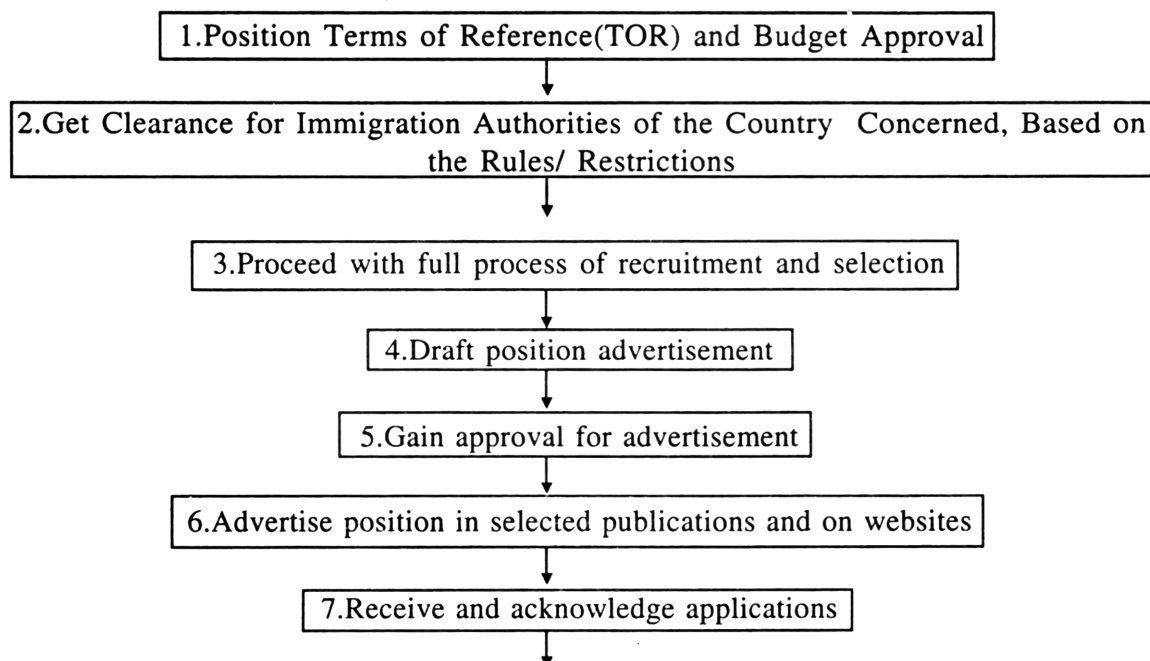 1.Position Terms of Reference(TOR) and Budget Approval
2.Get Clearance for Immigration Authorities of the Country Concerned, Based on
the Rules/ Restrictions
3.Proceed with full process of recruitment and selection
4.Draft position advertisement
5.Gain approval for advertisement
6.Advertise position in selected publications and on websites
7.Receive and acknowledge applications